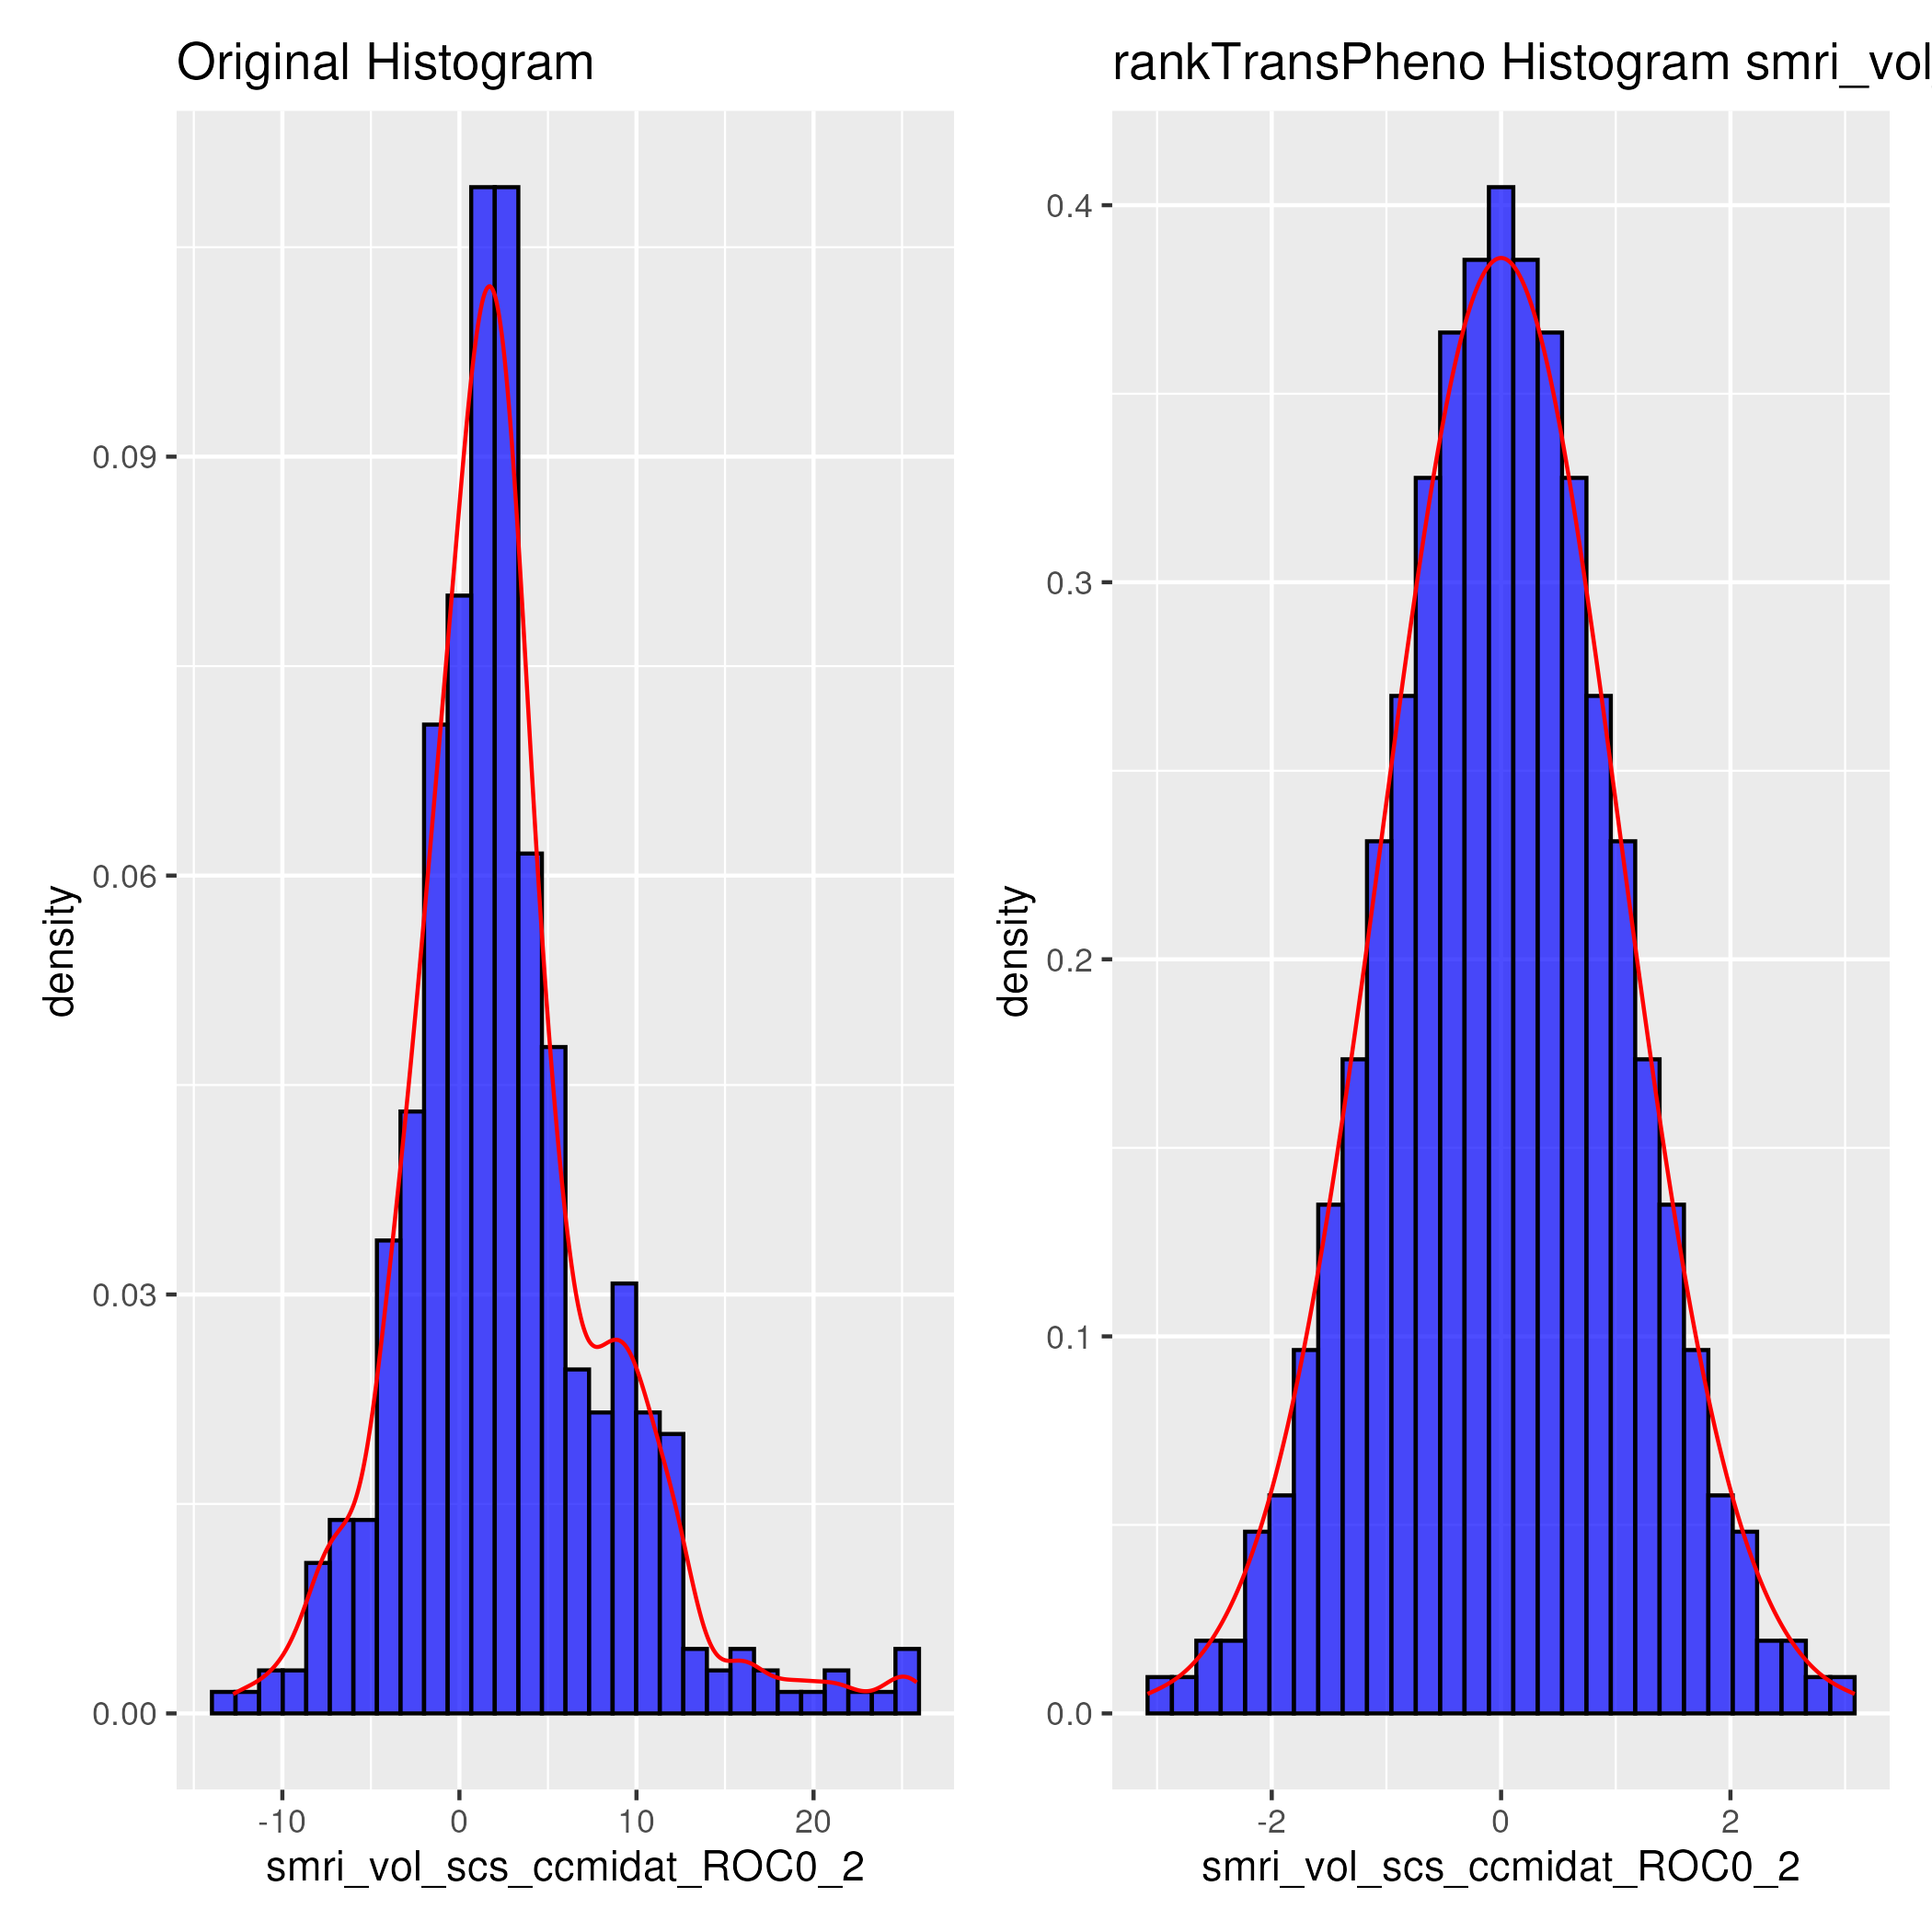 Original Histogram
density
0.09
0.06
0.03
0.00
-10 0 10 20
smri_vol_scs_ccmidat_ROC0_2
rankTransPheno Histogram smri_vol
density
0.4
0.3
0.2
0.1
0.0
-2 0 2
smri_vol_scs_ccmidat_ROC0_2